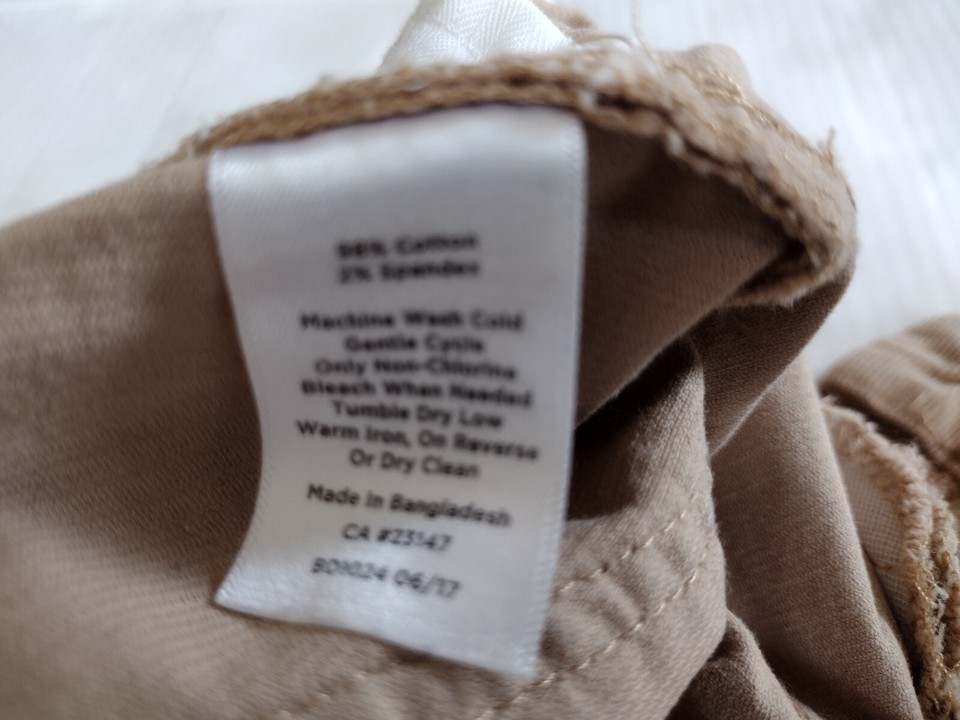 98% Cotton
2% Spandex
Machine Wash Cold
Gentle Cycle
Only Non-Chlorine
Bleach When Needed
Tumble Dry Low
Warm Iron, On Reverse
Or Dry Clean
Made in Bangladesh
CA #23147
BD1024 06/17